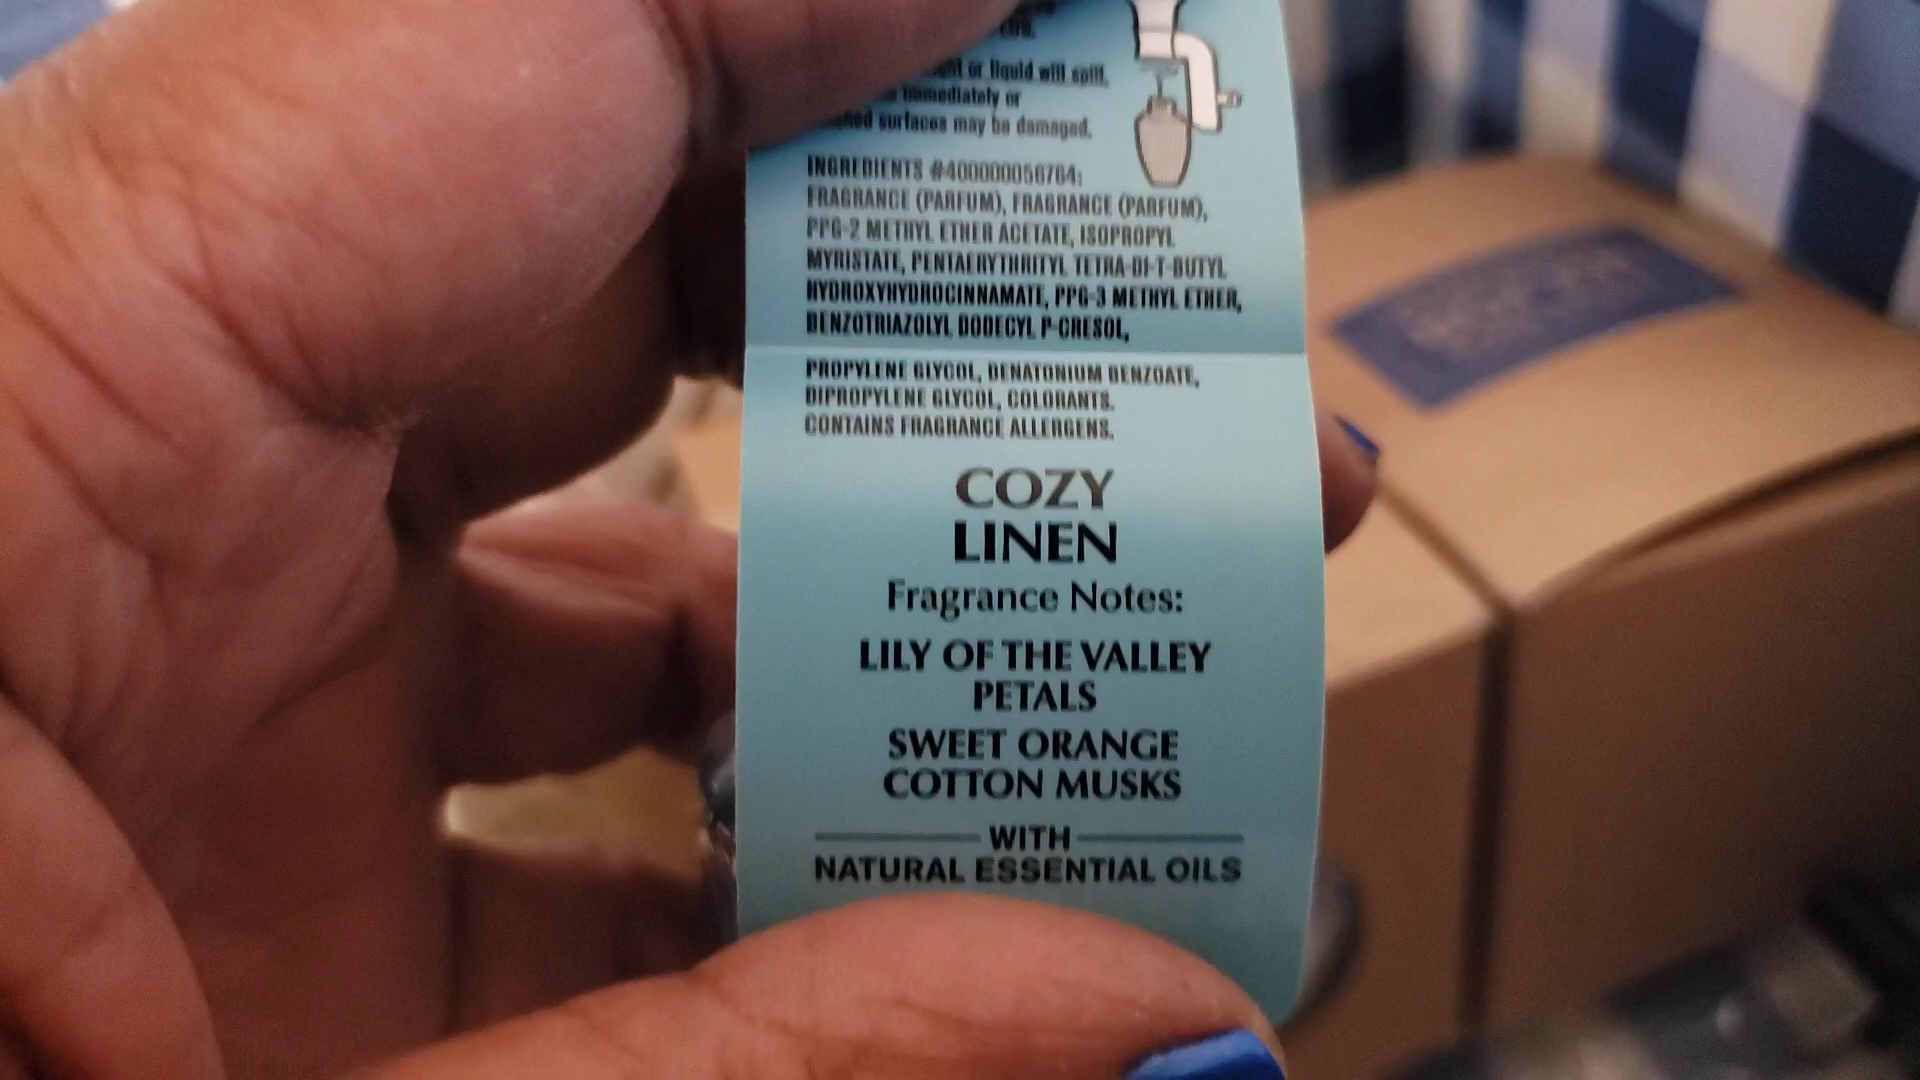 or liquid will spill.
immediately or
surfaces may be damaged.
INGREDIENTS #400000056764:
FRAGRANCE (PARFUM), FRAGRANCE (PARFUM),
PPG-2 METHYL ETHER ACETATE, ISOPROPYL
MYRISTATE, PENTAERYTHRITYL TETRA-DI-T-BUTYL
HYDROXYHYDROCINNAMATE, PPG-3 METHYL ETHER,
BENZOTRIAZOLYL DODECYL P-CRESOL,
PROPYLENE GLYCOL, DENATONIUM BENZOATE,
DIPROPYLENE GLYCOL, COLORANTS.
CONTAINS FRAGRANCE ALLERGENS.
COZY
LINEN
Fragrance Notes:
LILY OF THE VALLEY
PETALS
SWEET ORANGE
COTTON MUSKS
WITH
NATURAL ESSENTIAL OILS